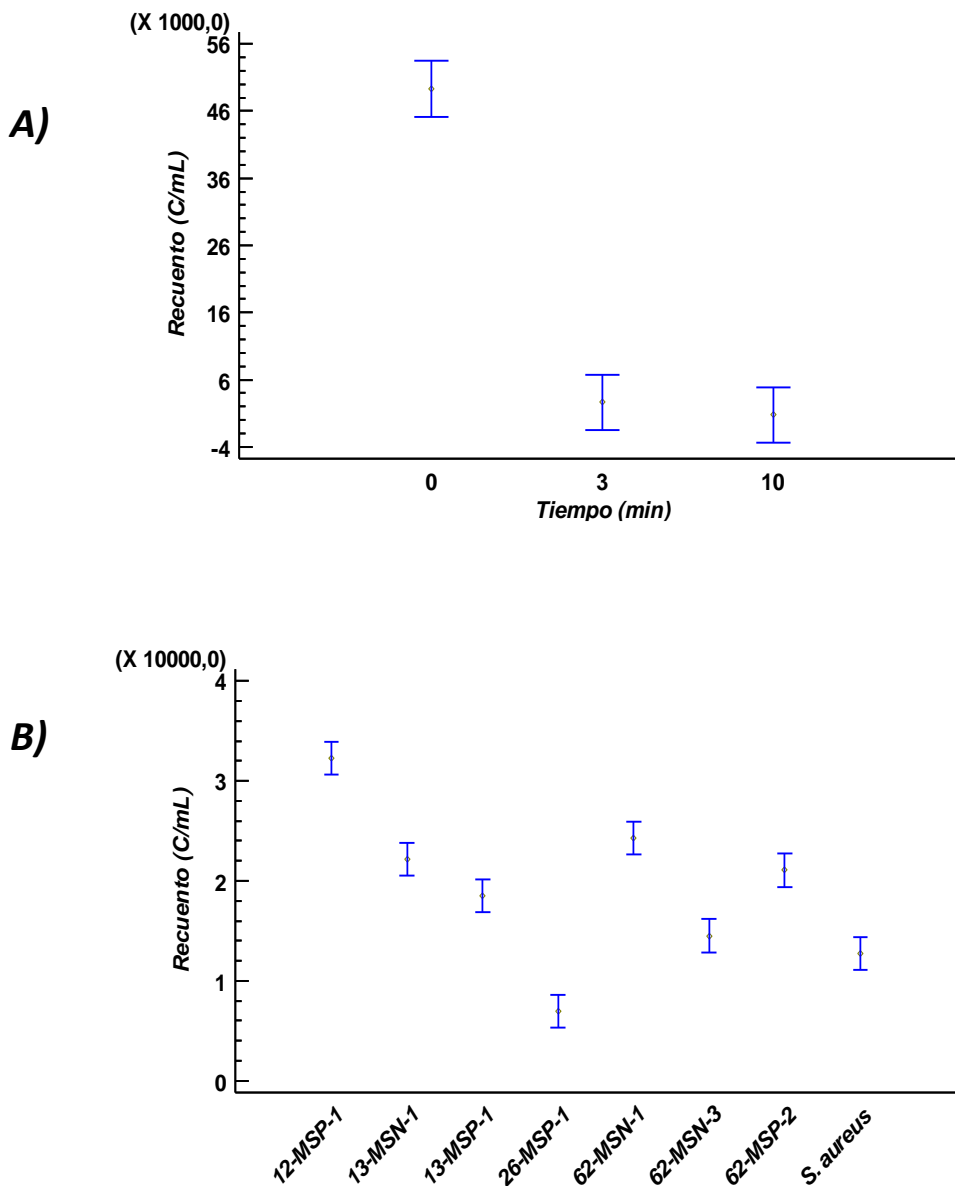 (X 1000,0)
56
A)
46
36
26
16
6
-4
Recuento (C/mL)
0 3 10
Tiempo (min)
(X 10000,0)
4
B)
3
2
1
0
Recuento (C/mL)
12-MSP-1 13-MSN-1 13-MSP-1 26-MSP-1 62-MSN-1 62-MSN-3 62-MSP-2 S. aureus